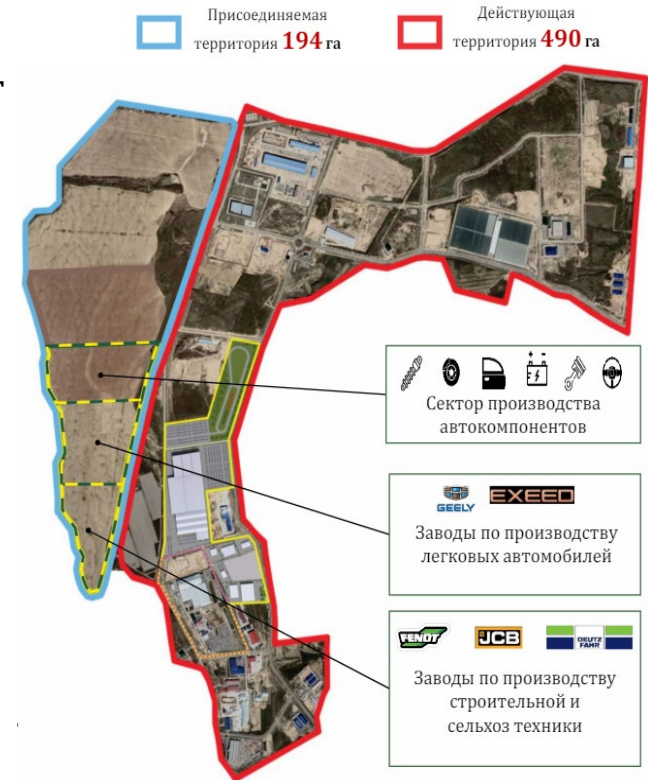 Присоединяемая
территория 194 га
Действующая
территория 490 га
Сектор производства
автокомпонентов
GEELY EXEED
Заводы по производству
легковых автомобилей
FENDT JCB DEUTZ
FAHR
Заводы по производству
строительной и
сельхоз техники